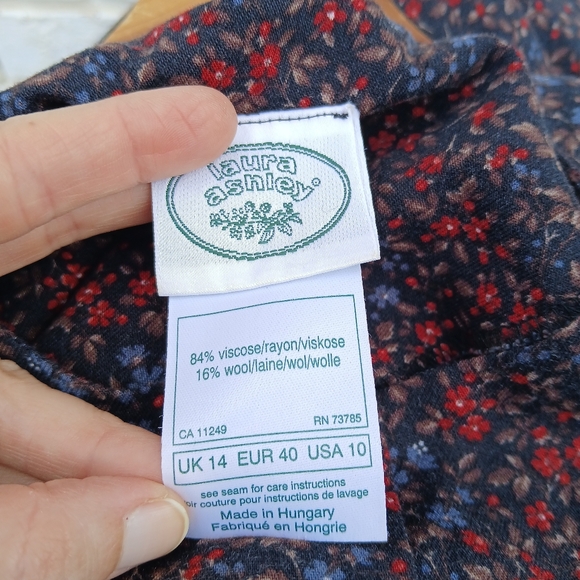 laura
ashley®
84% viscose/rayon/viskose
16% wool/laine/wol/wolle
CA 11249 RN 73785
UK 14 EUR 40 USA 10
see seam for care instructions
couture pour instructions de lavage
Made in Hungary
Fabriqué en Hongrie